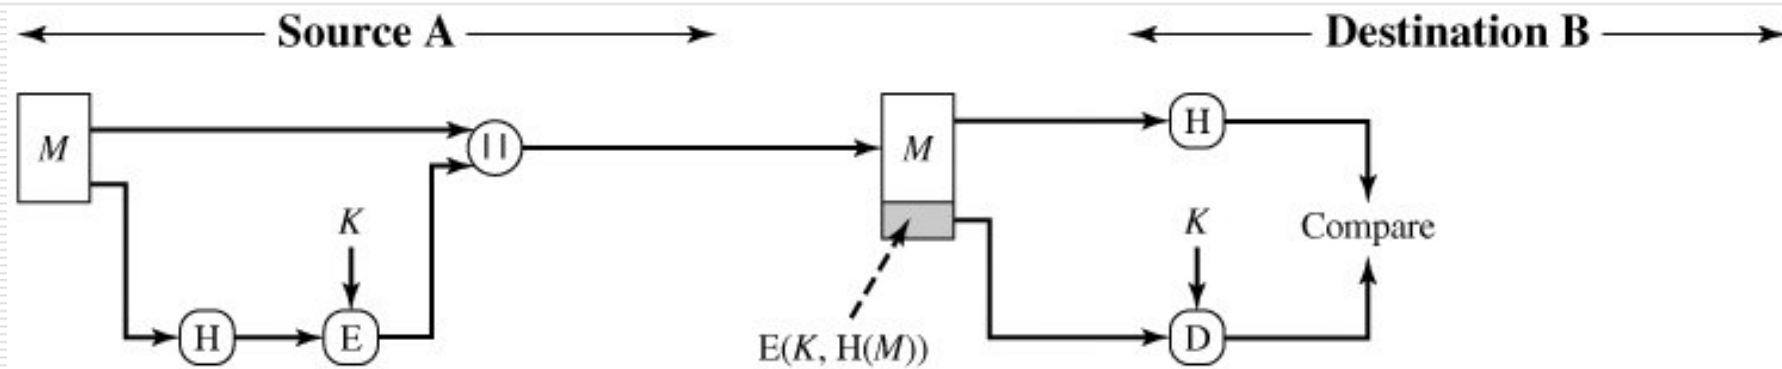 Source A
Destination B
M
||
M
H
K
K
Compare
H
E
D
E(K, H(M))